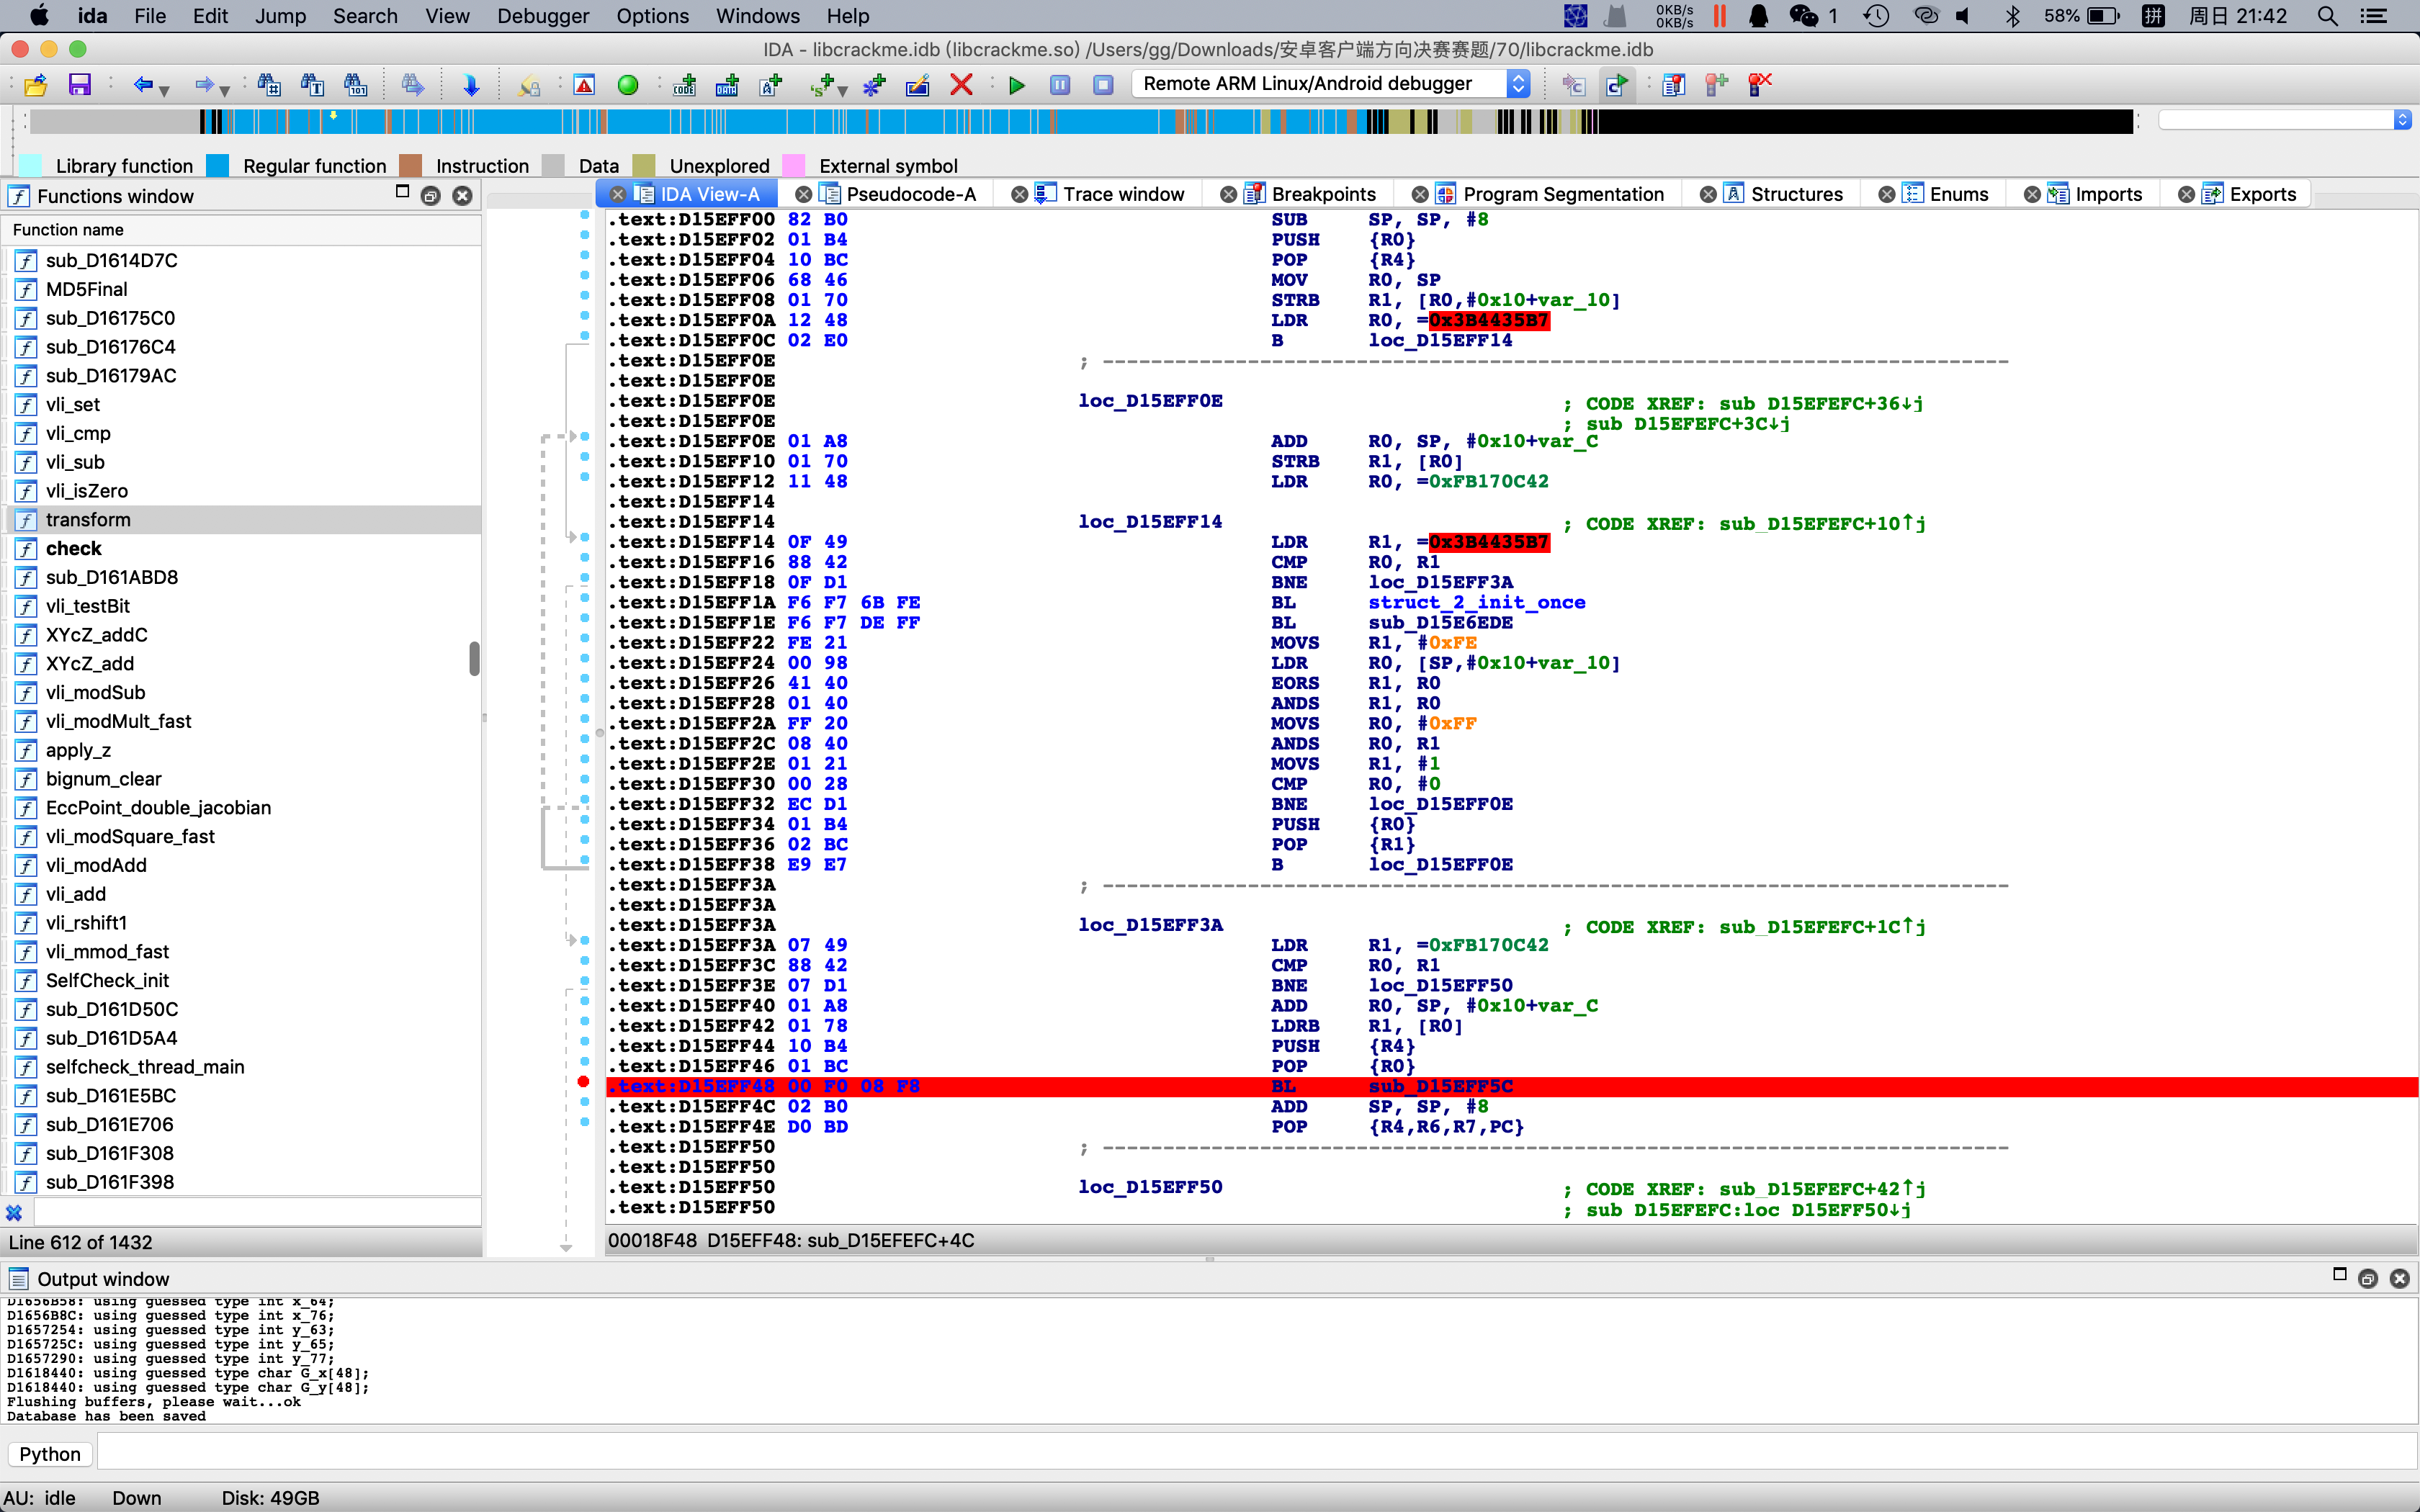 ida File Edit Jump Search View Debugger Options Windows Help 0KB/s 0KB/s 1 58% 拼 周日 21:42
IDA - libcrackme.idb (libcrackme.so) /Users/gg/Downloads/安卓客户端方向决赛赛题/70/libcrackme.idb
Remote ARM Linux/Android debugger
Library function Regular function Instruction Data Unexplored External symbol
Functions window
Function name
sub_D1614D7C
MD5Final
sub_D16175C0
sub_D16176C4
sub_D16179AC
vli_set
vli_cmp
vli_sub
vli_isZero
transform
check
sub_D161ABD8
vli_testBit
XYcZ_addC
XYcZ_add
vli_modSub
vli_modMult_fast
apply_z
bignum_clear
EccPoint_double_jacobian
vli_modSquare_fast
vli_modAdd
vli_add
vli_rshift1
vli_mmod_fast
SelfCheck_init
sub_D161D50C
sub_D161D5A4
selfcheck_thread_main
sub_D161E5BC
sub_D161E706
sub_D161F308
sub_D161F398
Line 612 of 1432
IDA View-A Pseudocode-A Trace window Breakpoints Program Segmentation Structures Enums Imports Exports
.text:D15EFF00 82 B0 SUB SP, SP, #8
.text:D15EFF02 01 B4 PUSH {R0}
.text:D15EFF04 10 BC POP {R4}
.text:D15EFF06 68 46 MOV R0, SP
.text:D15EFF08 01 70 STRB R1, [R0,#0x10+var_10]
.text:D15EFF0A 12 48 LDR R0, =0x3B4435B7
.text:D15EFF0C 02 E0 B loc_D15EFF14
.text:D15EFF0E ; ---------------------------------------------------------------------------
.text:D15EFF0E
.text:D15EFF0E loc_D15EFF0E ; CODE XREF: sub_D15EFEFC+36↓j
.text:D15EFF0E ; sub_D15EFEFC+3C↓j
.text:D15EFF0E 01 A8 ADD R0, SP, #0x10+var_C
.text:D15EFF10 01 70 STRB R1, [R0]
.text:D15EFF12 11 48 LDR R0, =0xFB170C42
.text:D15EFF14
.text:D15EFF14 loc_D15EFF14 ; CODE XREF: sub_D15EFEFC+10↑j
.text:D15EFF14 0F 49 LDR R1, =0x3B4435B7
.text:D15EFF16 88 42 CMP R0, R1
.text:D15EFF18 0F D1 BNE loc_D15EFF3A
.text:D15EFF1A F6 F7 6B FE BL struct_2_init_once
.text:D15EFF1E F6 F7 DE FF BL sub_D15E6EDE
.text:D15EFF22 FE 21 MOVS R1, #0xFE
.text:D15EFF24 00 98 LDR R0, [SP,#0x10+var_10]
.text:D15EFF26 41 40 EORS R1, R0
.text:D15EFF28 01 40 ANDS R1, R0
.text:D15EFF2A FF 20 MOVS R0, #0xFF
.text:D15EFF2C 08 40 ANDS R0, R1
.text:D15EFF2E 01 21 MOVS R1, #1
.text:D15EFF30 00 28 CMP R0, #0
.text:D15EFF32 EC D1 BNE loc_D15EFF0E
.text:D15EFF34 01 B4 PUSH {R0}
.text:D15EFF36 02 BC POP {R1}
.text:D15EFF38 E9 E7 B loc_D15EFF0E
.text:D15EFF3A ; ---------------------------------------------------------------------------
.text:D15EFF3A
.text:D15EFF3A loc_D15EFF3A ; CODE XREF: sub_D15EFEFC+1C↑j
.text:D15EFF3A 07 49 LDR R1, =0xFB170C42
.text:D15EFF3C 88 42 CMP R0, R1
.text:D15EFF3E 07 D1 BNE loc_D15EFF50
.text:D15EFF40 01 A8 ADD R0, SP, #0x10+var_C
.text:D15EFF42 01 78 LDRB R1, [R0]
.text:D15EFF44 10 B4 PUSH {R4}
.text:D15EFF46 01 BC POP {R0}
.text:D15EFF48 00 F0 08 F8 BL sub_D15EFF5C
.text:D15EFF4C 02 B0 ADD SP, SP, #8
.text:D15EFF4E D0 BD POP {R4,R6,R7,PC}
.text:D15EFF50 ; ---------------------------------------------------------------------------
.text:D15EFF50
.text:D15EFF50 loc_D15EFF50 ; CODE XREF: sub_D15EFEFC+42↑j
.text:D15EFF50 ; sub_D15EFEFC:loc_D15EFF50↓j
00018F48 D15EFF48: sub_D15EFEFC+4C
Output window
D1656B58: using guessed type int x_64;
D1656B8C: using guessed type int x_76;
D1657254: using guessed type int y_63;
D165725C: using guessed type int y_65;
D1657290: using guessed type int y_77;
D1618440: using guessed type char G_x[48];
D1618440: using guessed type char G_y[48];
Flushing buffers, please wait...ok
Database has been saved
Python
AU: idle Down Disk: 49GB